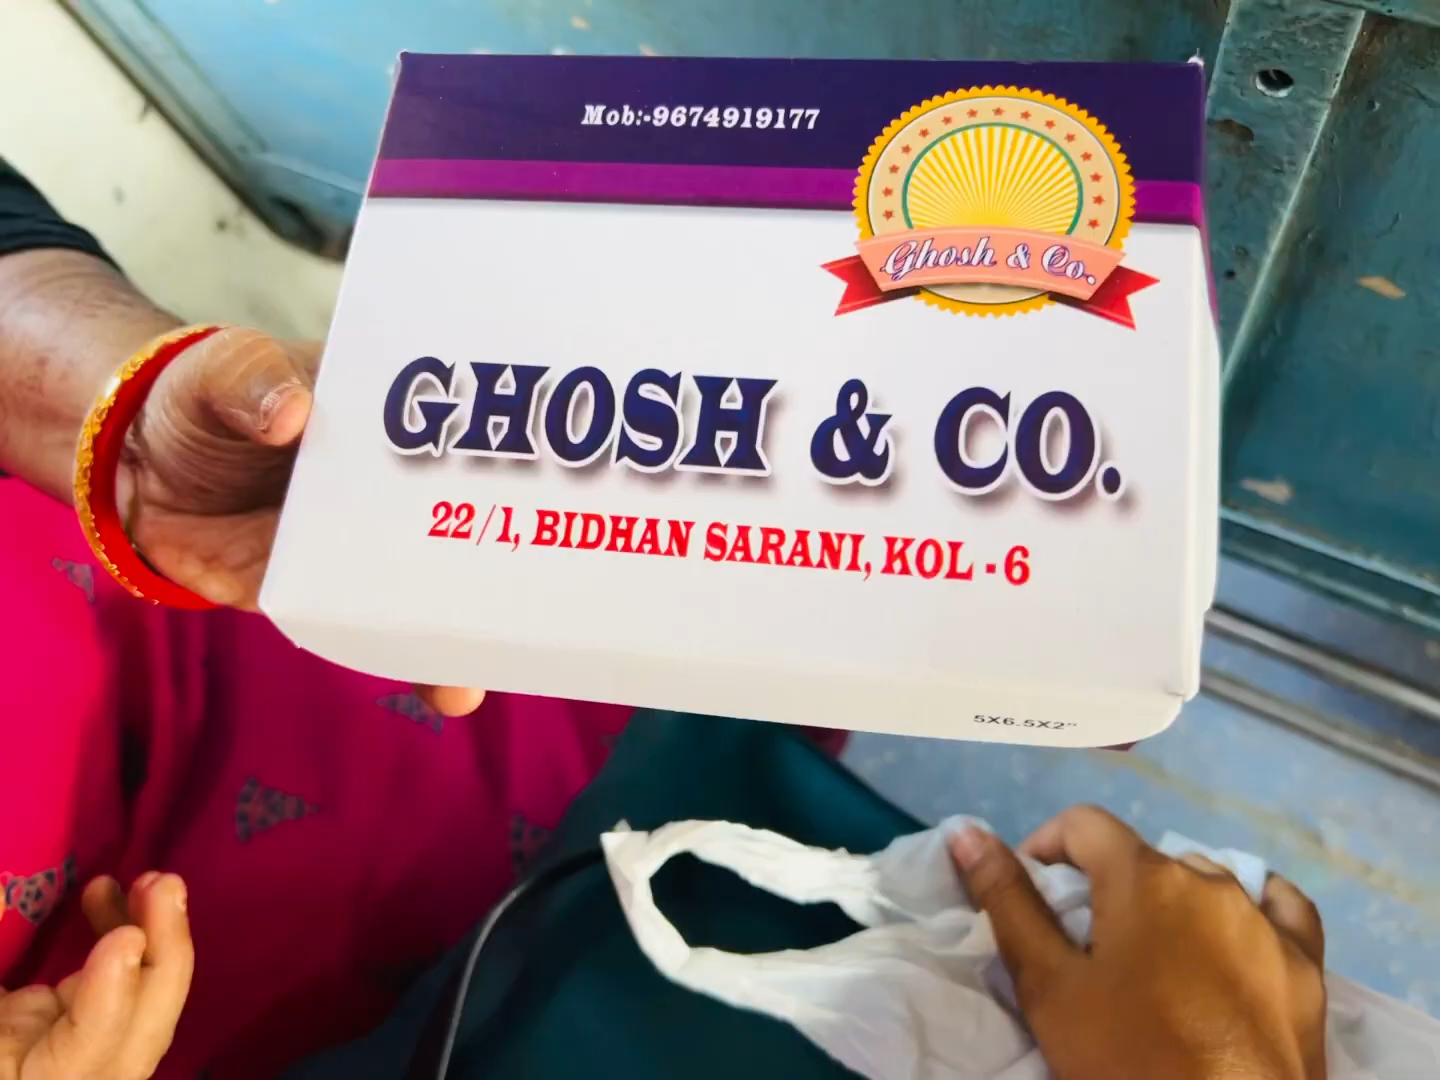 Mob:-9674919177
Ghosh & Co.
GHOSH & CO.
22/1, BIDHAN SARANI, KOL - 6
5X6.5X2"